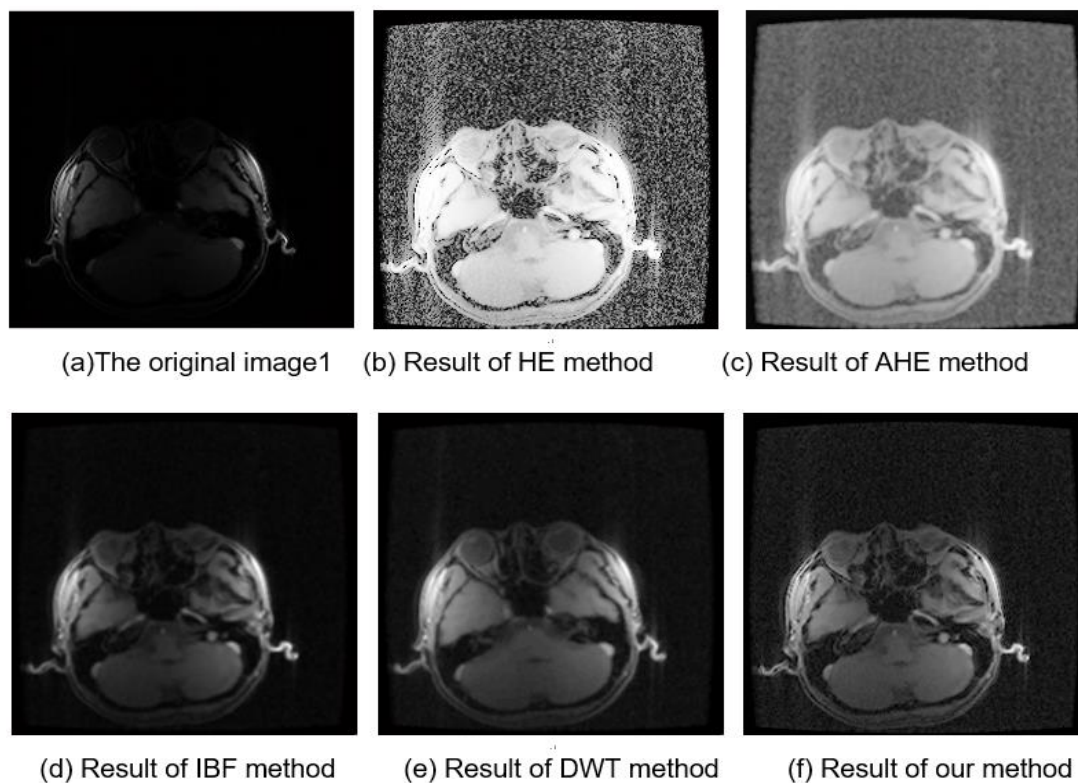 (a)The original image1 (b) Result of HE method (c) Result of AHE method
(d) Result of IBF method (e) Result of DWT method (f) Result of our method